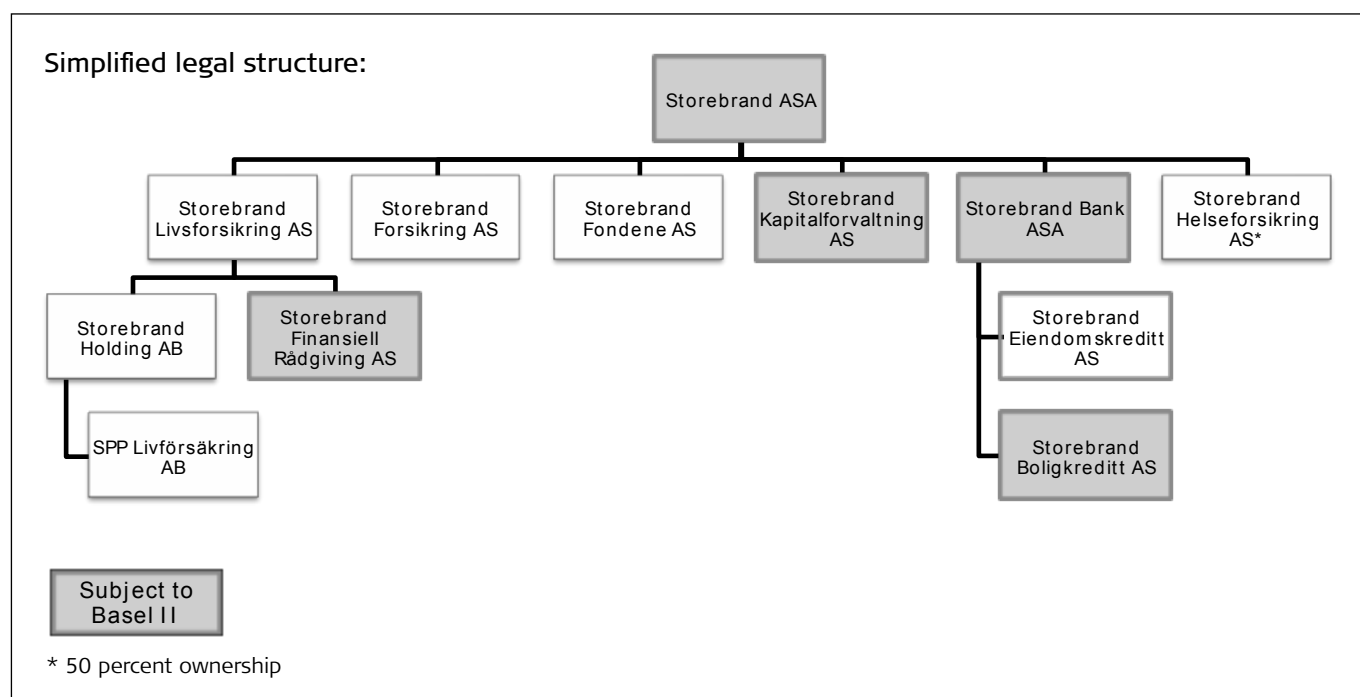 Simplified legal structure:
Storebrand ASA
Storebrand
Livsforsikring AS
Storebrand
Forsikring AS
Storebrand
Fondene AS
Storebrand
Kapitalforvaltning
AS
Storebrand Bank
ASA
Storebrand
Helseforsikring
AS*
Storebrand
Holding AB
Storebrand
Finansiell
Rådgiving AS
Storebrand
Eiendomskreditt
AS
SPP Livförsäkring
AB
Storebrand
Boligkreditt AS
Subject to
Basel II
* 50 percent ownership